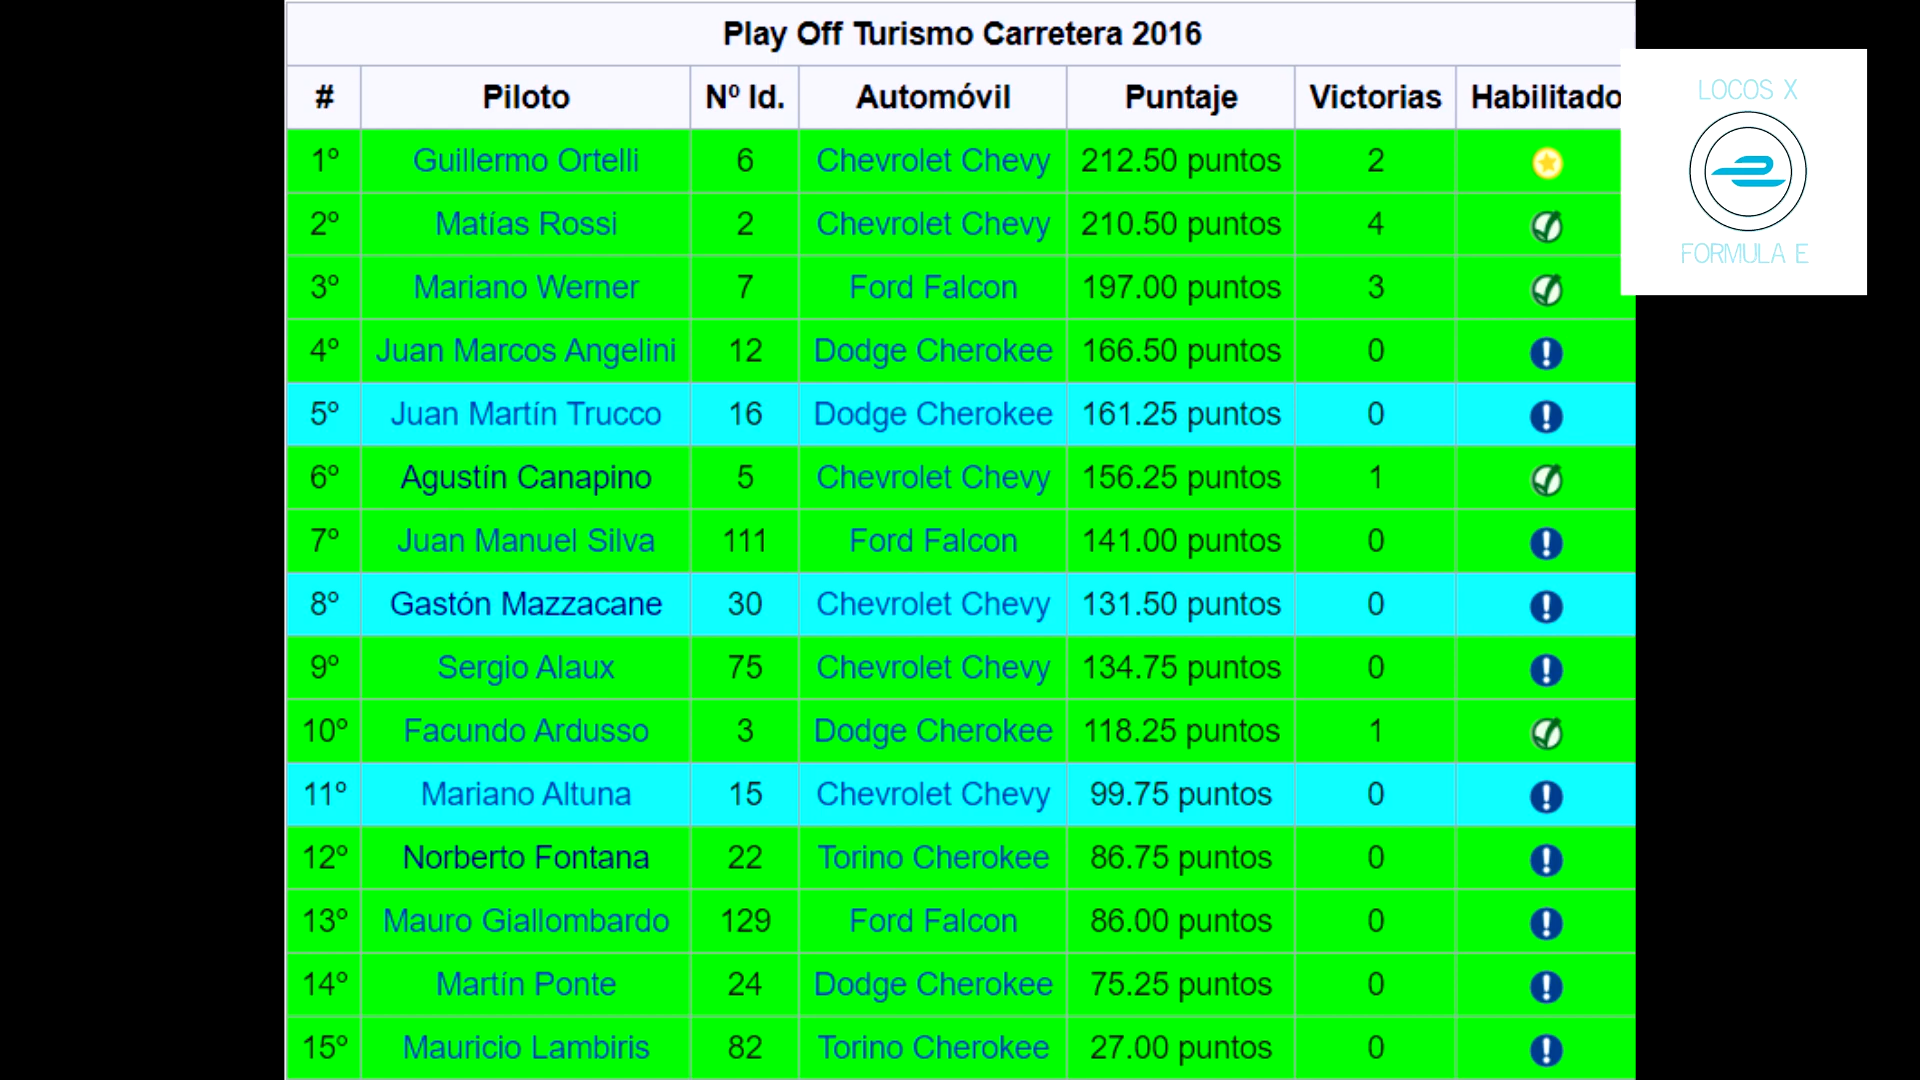 Play Off Turismo Carretera 2016
# Piloto Nº Id. Automóvil Puntaje Victorias Habilitado
1º Guillermo Ortelli 6 Chevrolet Chevy 212.50 puntos 2
2º Matías Rossi 2 Chevrolet Chevy 210.50 puntos 4
3º Mariano Werner 7 Ford Falcon 197.00 puntos 3
4º Juan Marcos Angelini 12 Dodge Cherokee 166.50 puntos 0
5º Juan Martín Trucco 16 Dodge Cherokee 161.25 puntos 0
6º Agustín Canapino 5 Chevrolet Chevy 156.25 puntos 1
7º Juan Manuel Silva 111 Ford Falcon 141.00 puntos 0
8º Gastón Mazzacane 30 Chevrolet Chevy 131.50 puntos 0
9º Sergio Alaux 75 Chevrolet Chevy 134.75 puntos 0
10º Facundo Ardusso 3 Dodge Cherokee 118.25 puntos 1
11º Mariano Altuna 15 Chevrolet Chevy 99.75 puntos 0
12º Norberto Fontana 22 Torino Cherokee 86.75 puntos 0
13º Mauro Giallombardo 129 Ford Falcon 86.00 puntos 0
14º Martín Ponte 24 Dodge Cherokee 75.25 puntos 0
15º Mauricio Lambiris 82 Torino Cherokee 27.00 puntos 0
LOCOS X
FORMULA E